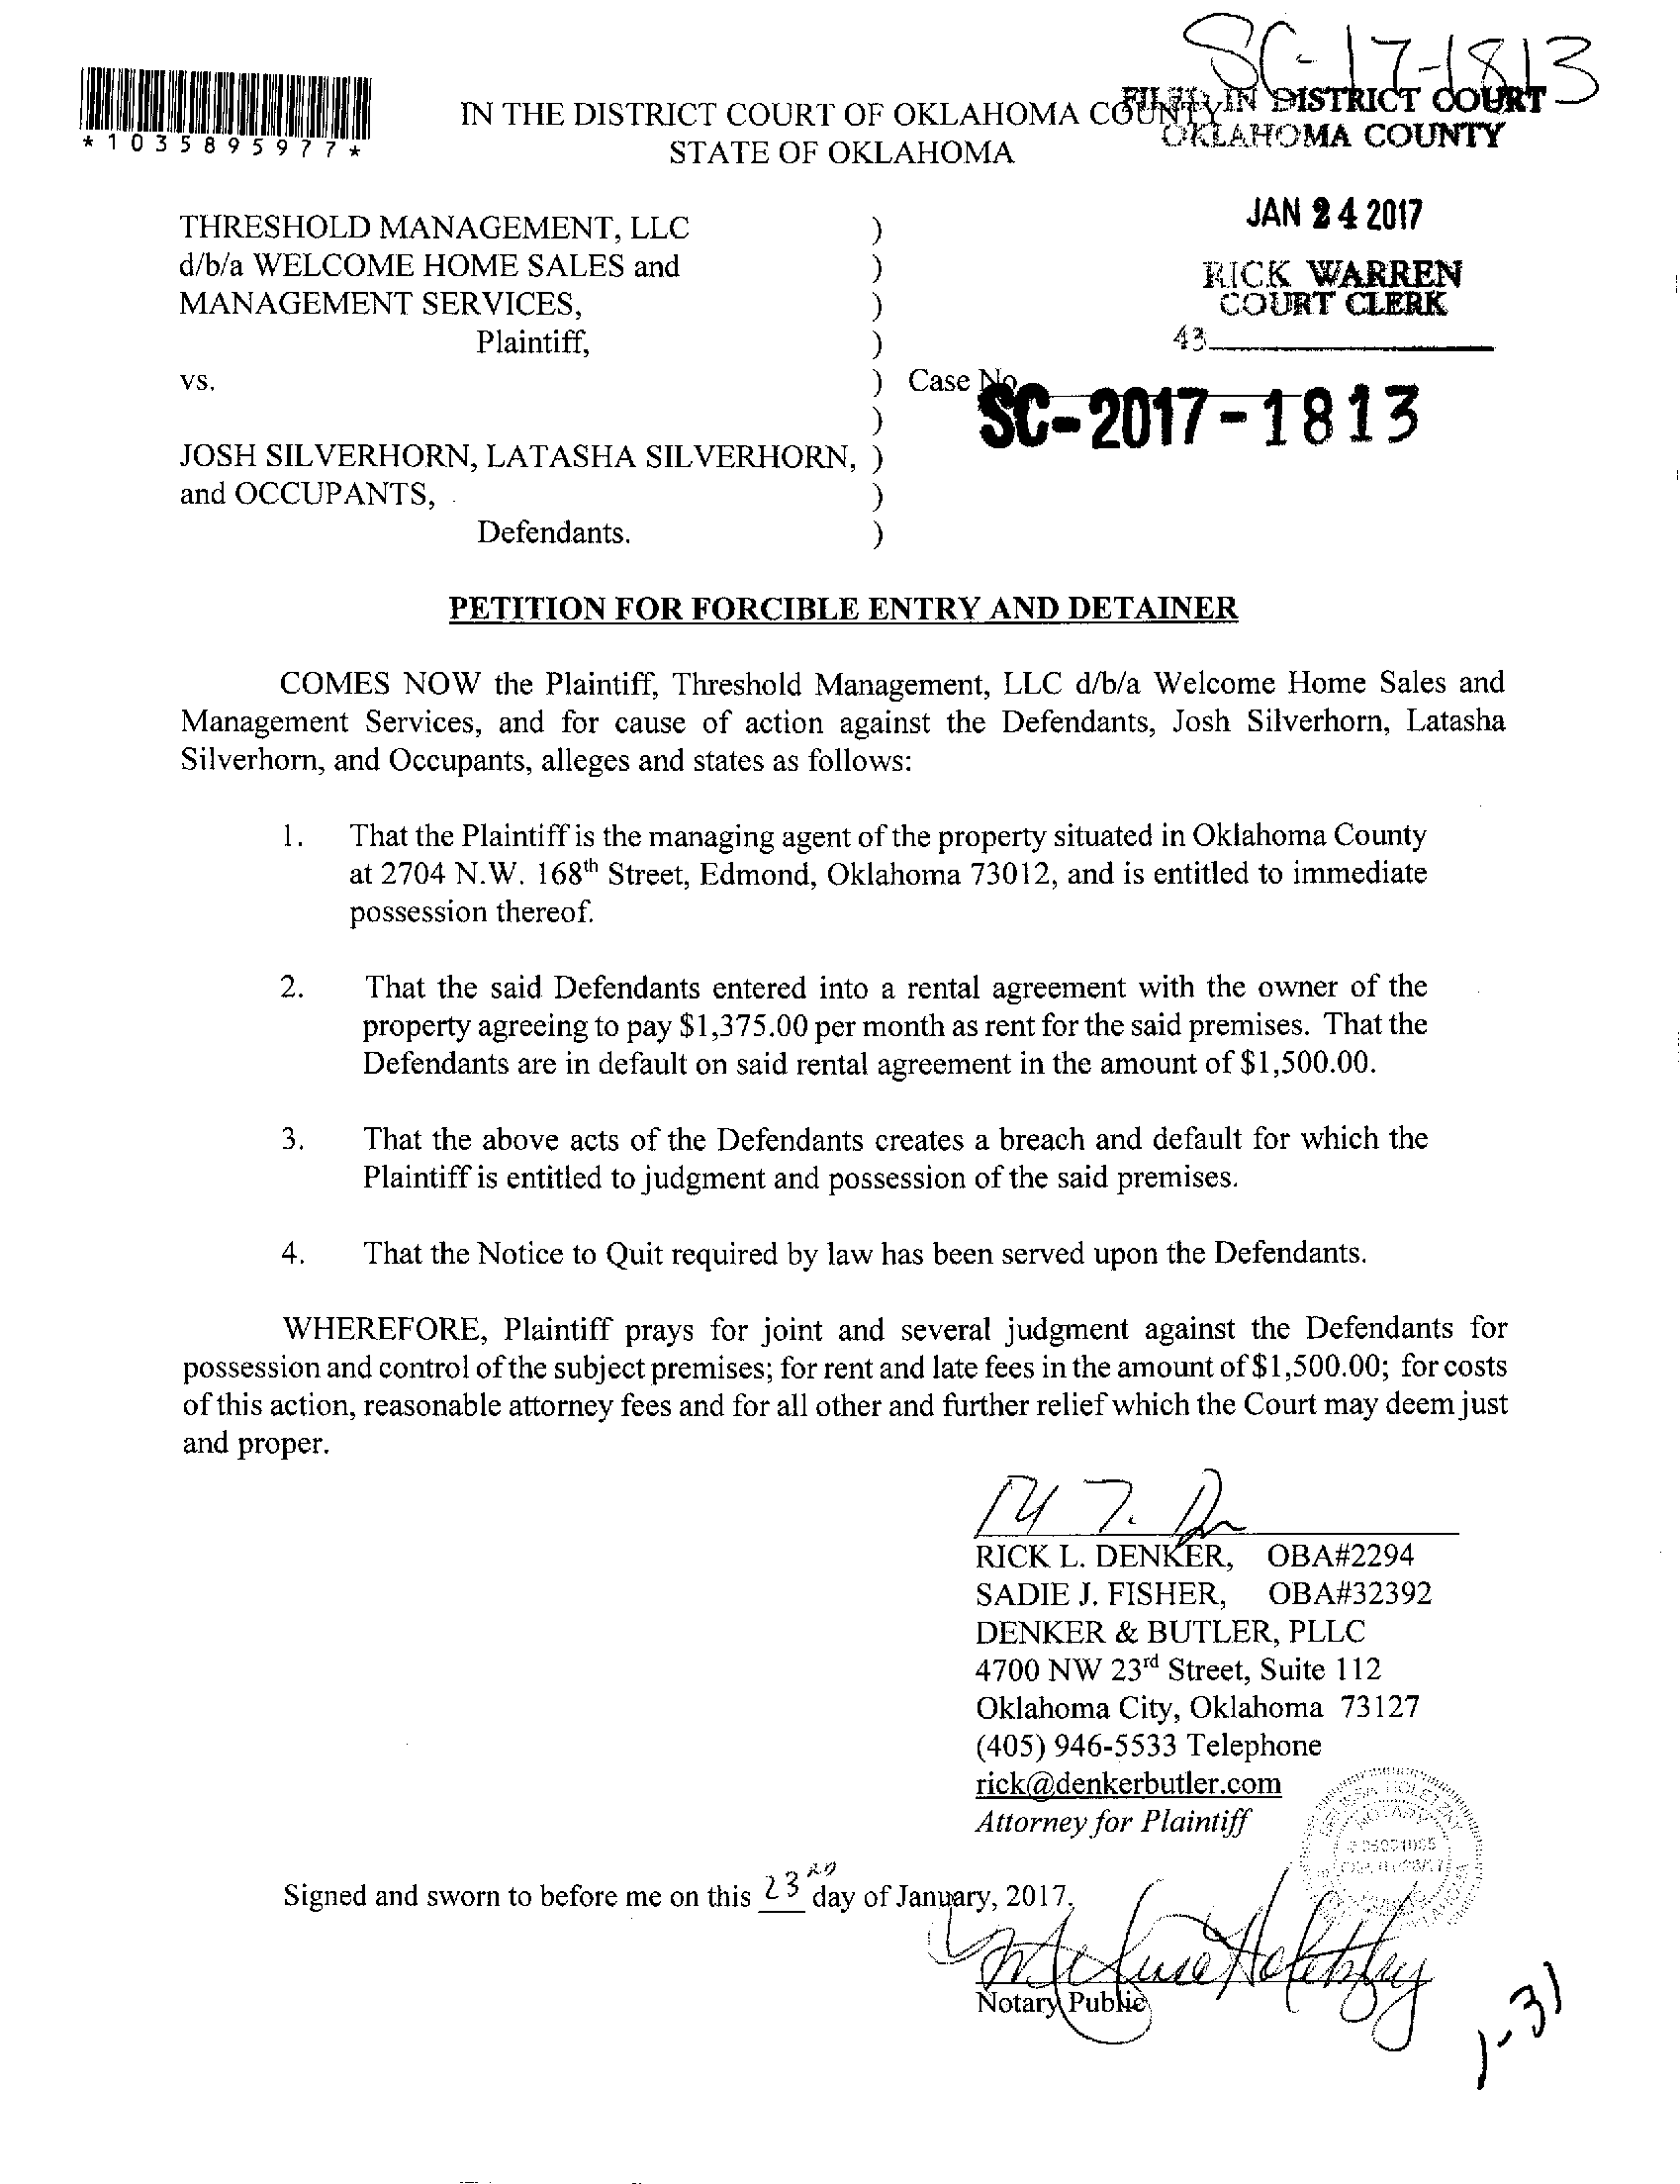 SC-17-1813
*1035895977*
IN THE DISTRICT COURT OF OKLAHOMA COUNTY
STATE OF OKLAHOMA
FILED IN DISTRICT COURT
OKLAHOMA COUNTY
JAN 24 2017
RICK WARREN
COURT CLERK
43
THRESHOLD MANAGEMENT, LLC )
d/b/a WELCOME HOME SALES and )
MANAGEMENT SERVICES, )
Plaintiff, )
vs. ) Case No.
SC-2017-1813
)
JOSH SILVERHORN, LATASHA SILVERHORN, )
and OCCUPANTS, )
Defendants. )
PETITION FOR FORCIBLE ENTRY AND DETAINER
COMES NOW the Plaintiff, Threshold Management, LLC d/b/a Welcome Home Sales and
Management Services, and for cause of action against the Defendants, Josh Silverhorn, Latasha
Silverhorn, and Occupants, alleges and states as follows:
1. That the Plaintiff is the managing agent of the property situated in Oklahoma County
at 2704 N.W. 168th Street, Edmond, Oklahoma 73012, and is entitled to immediate
possession thereof.
2. That the said Defendants entered into a rental agreement with the owner of the
property agreeing to pay $1,375.00 per month as rent for the said premises. That the
Defendants are in default on said rental agreement in the amount of $1,500.00.
3. That the above acts of the Defendants creates a breach and default for which the
Plaintiff is entitled to judgment and possession of the said premises.
4. That the Notice to Quit required by law has been served upon the Defendants.
WHEREFORE, Plaintiff prays for joint and several judgment against the Defendants for
possession and control of the subject premises; for rent and late fees in the amount of $1,500.00; for costs
of this action, reasonable attorney fees and for all other and further relief which the Court may deem just
and proper.
RICK L. DENKER, OBA#2294
SADIE J. FISHER, OBA#32392
DENKER & BUTLER, PLLC
4700 NW 23rd Street, Suite 112
Oklahoma City, Oklahoma 73127
(405) 946-5533 Telephone
rick@denkerbutler.com
Attorney for Plaintiff
Signed and sworn to before me on this 23rd day of January, 2017.
Notary Public
1-31